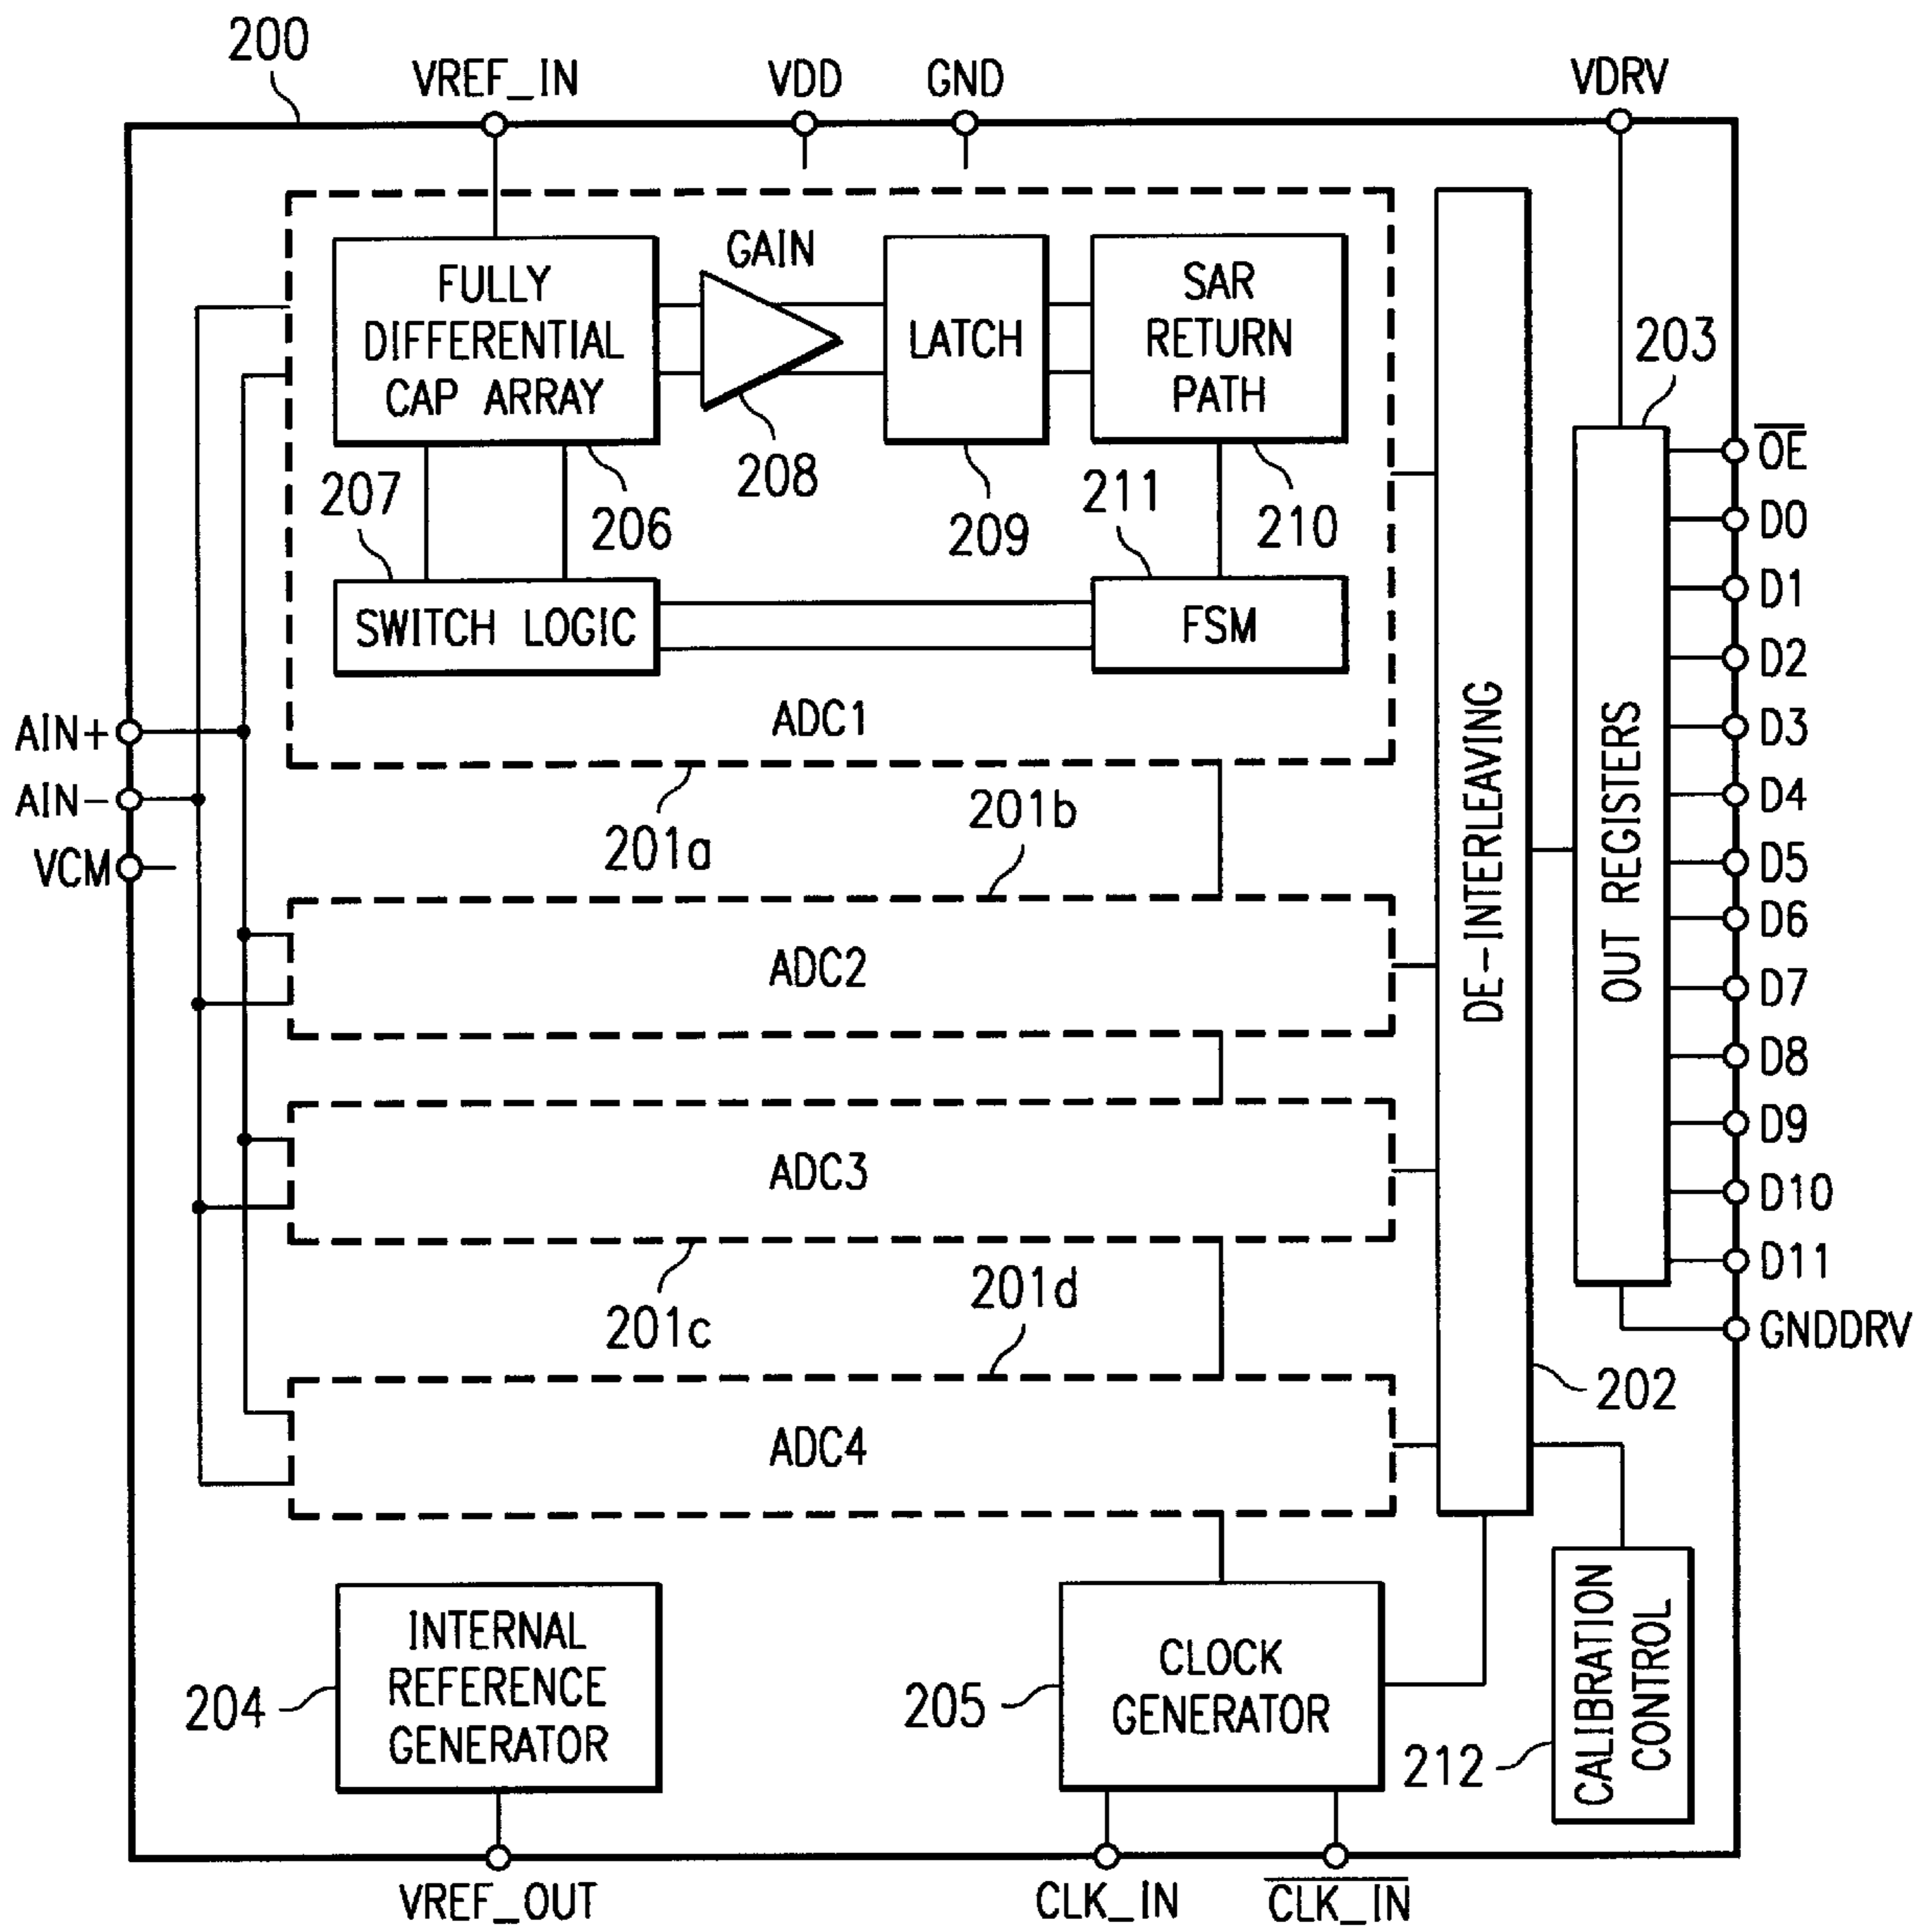 200
VREF_IN
VDD
GND
VDRV
FULLY
DIFFERENTIAL
CAP ARRAY
GAIN
LATCH
SAR
RETURN
PATH
203
207
206
208
209
211
210
SWITCH LOGIC
FSM
ADC1
201a
201b
AIN+
AIN-
VCM
ADC2
ADC3
201c
201d
ADC4
DE-INTERLEAVING
OUT REGISTERS
O̅E̅
D0
D1
D2
D3
D4
D5
D6
D7
D8
D9
D10
D11
GNDDRV
202
INTERNAL
REFERENCE
GENERATOR
204
CLOCK
GENERATOR
205
CALIBRATION
CONTROL
212
VREF_OUT
CLK_IN
C̅L̅K̅_̅I̅N̅